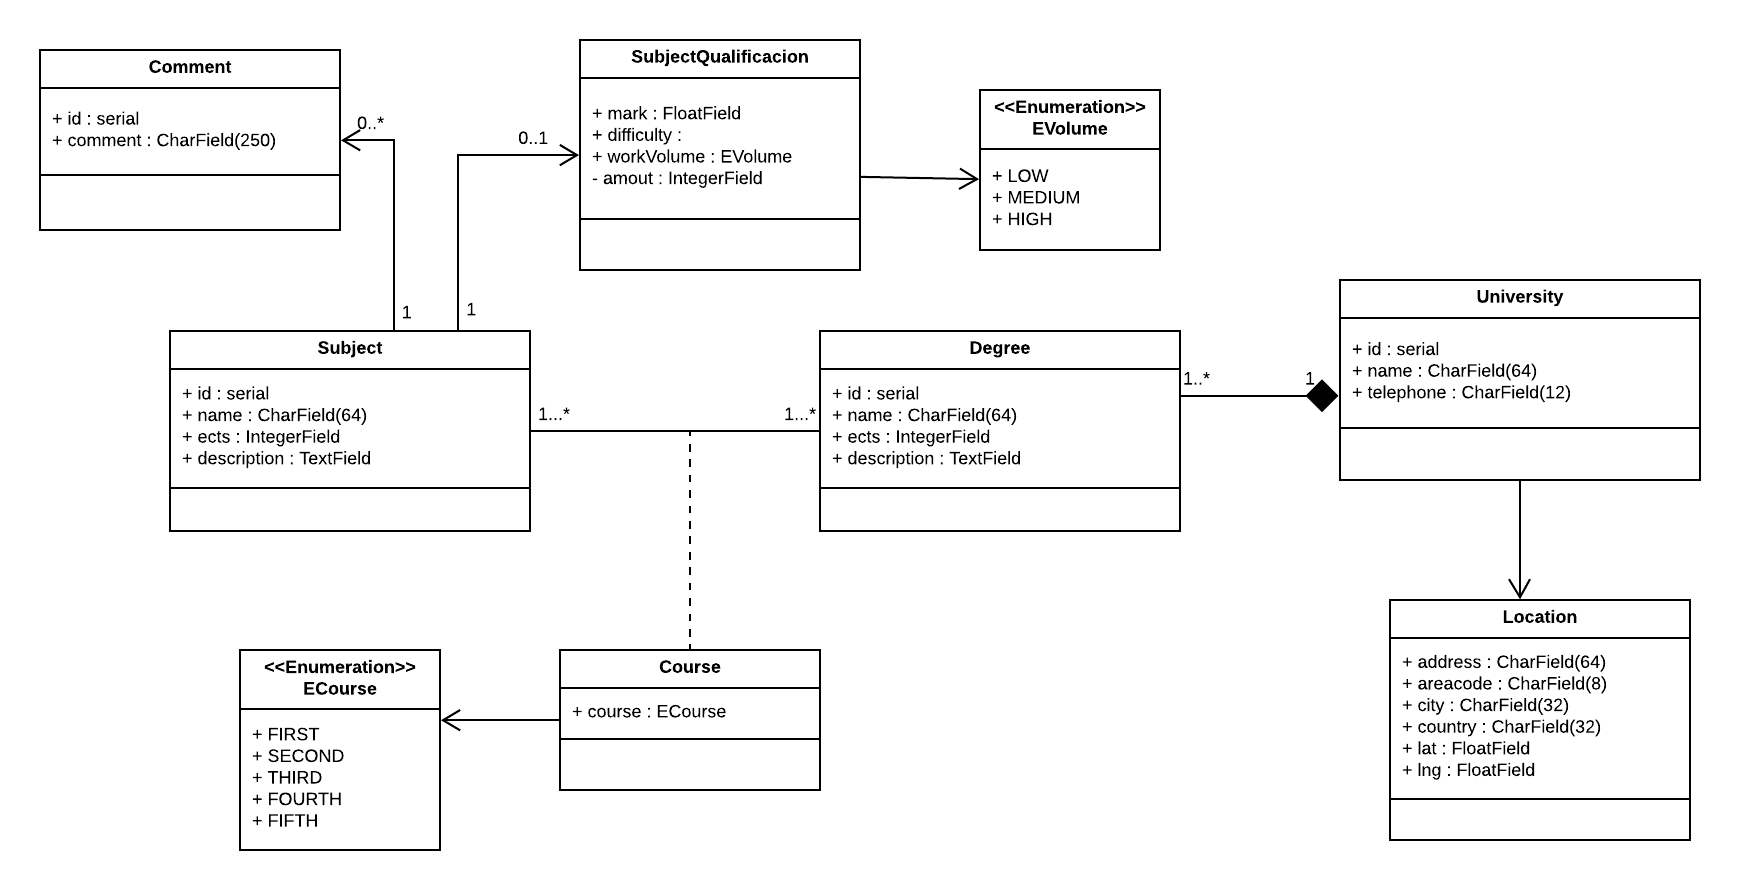 Comment
+ id : serial
+ comment : CharField(250)
0..*
1
SubjectQualificacion
+ mark : FloatField
+ difficulty :
+ workVolume : EVolume
- amout : IntegerField
0..1
1
<<Enumeration>>
EVolume
+ LOW
+ MEDIUM
+ HIGH
Subject
+ id : serial
+ name : CharField(64)
+ ects : IntegerField
+ description : TextField
1...*
1...*
Degree
+ id : serial
+ name : CharField(64)
+ ects : IntegerField
+ description : TextField
1..*
1
University
+ id : serial
+ name : CharField(64)
+ telephone : CharField(12)
<<Enumeration>>
ECourse
+ FIRST
+ SECOND
+ THIRD
+ FOURTH
+ FIFTH
Course
+ course : ECourse
Location
+ address : CharField(64)
+ areacode : CharField(8)
+ city : CharField(32)
+ country : CharField(32)
+ lat : FloatField
+ lng : FloatField